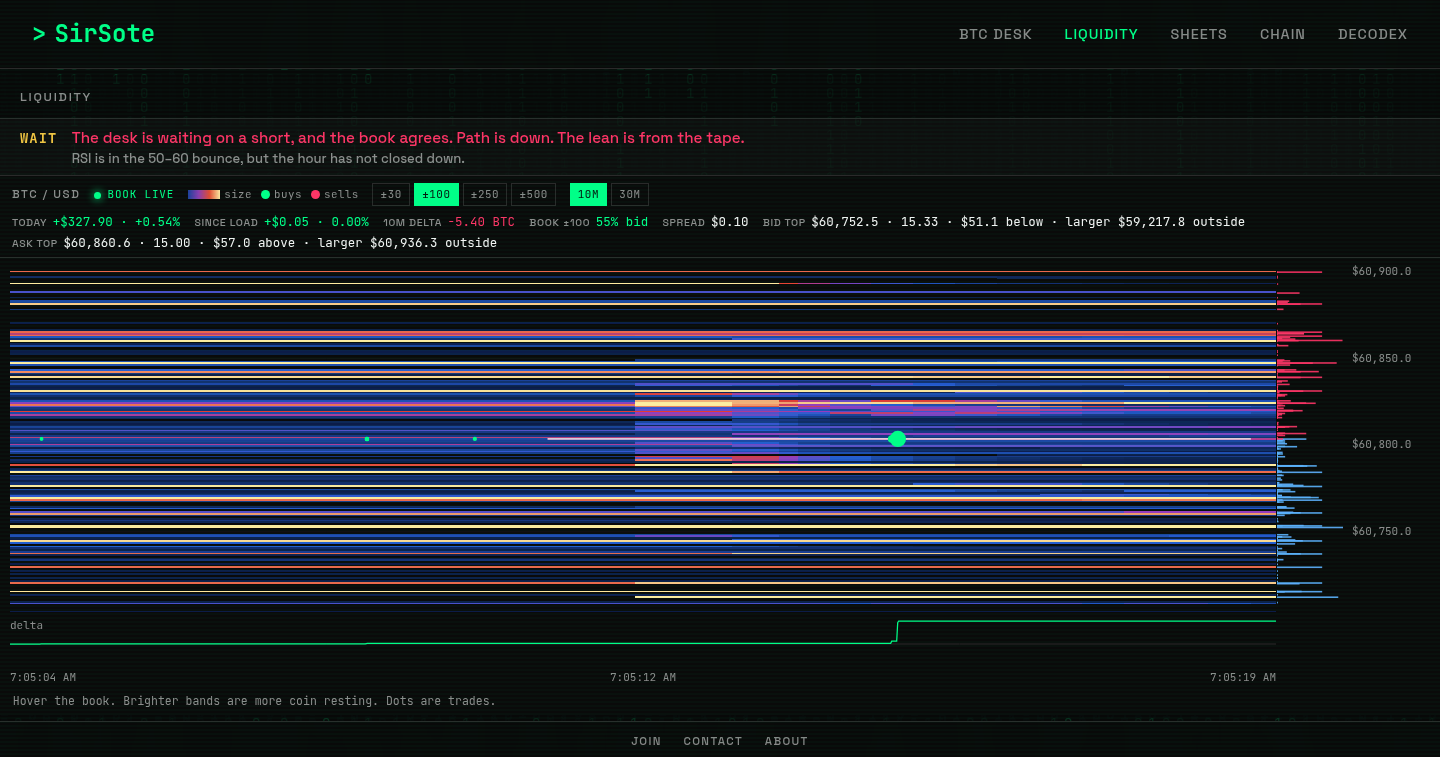 > SirSote
BTC DESK LIQUIDITY SHEETS CHAIN DECODEX
LIQUIDITY
WAIT The desk is waiting on a short, and the book agrees. Path is down. The lean is from the tape.
RSI is in the 50–60 bounce, but the hour has not closed down.
BTC / USD BOOK LIVE size buys sells ±30 ±100 ±250 ±500 10M 30M
TODAY +$327.90 · +0.54% SINCE LOAD +$0.05 · 0.00% 10M DELTA -5.40 BTC BOOK ±100 55% bid SPREAD $0.10 BID TOP $60,752.5 · 15.33 · $51.1 below · larger $59,217.8 outside
ASK TOP $60,860.6 · 15.00 · $57.0 above · larger $60,936.3 outside
$60,900.0
$60,850.0
$60,800.0
$60,750.0
delta
7:05:04 AM 7:05:12 AM 7:05:19 AM
Hover the book. Brighter bands are more coin resting. Dots are trades.
JOIN CONTACT ABOUT